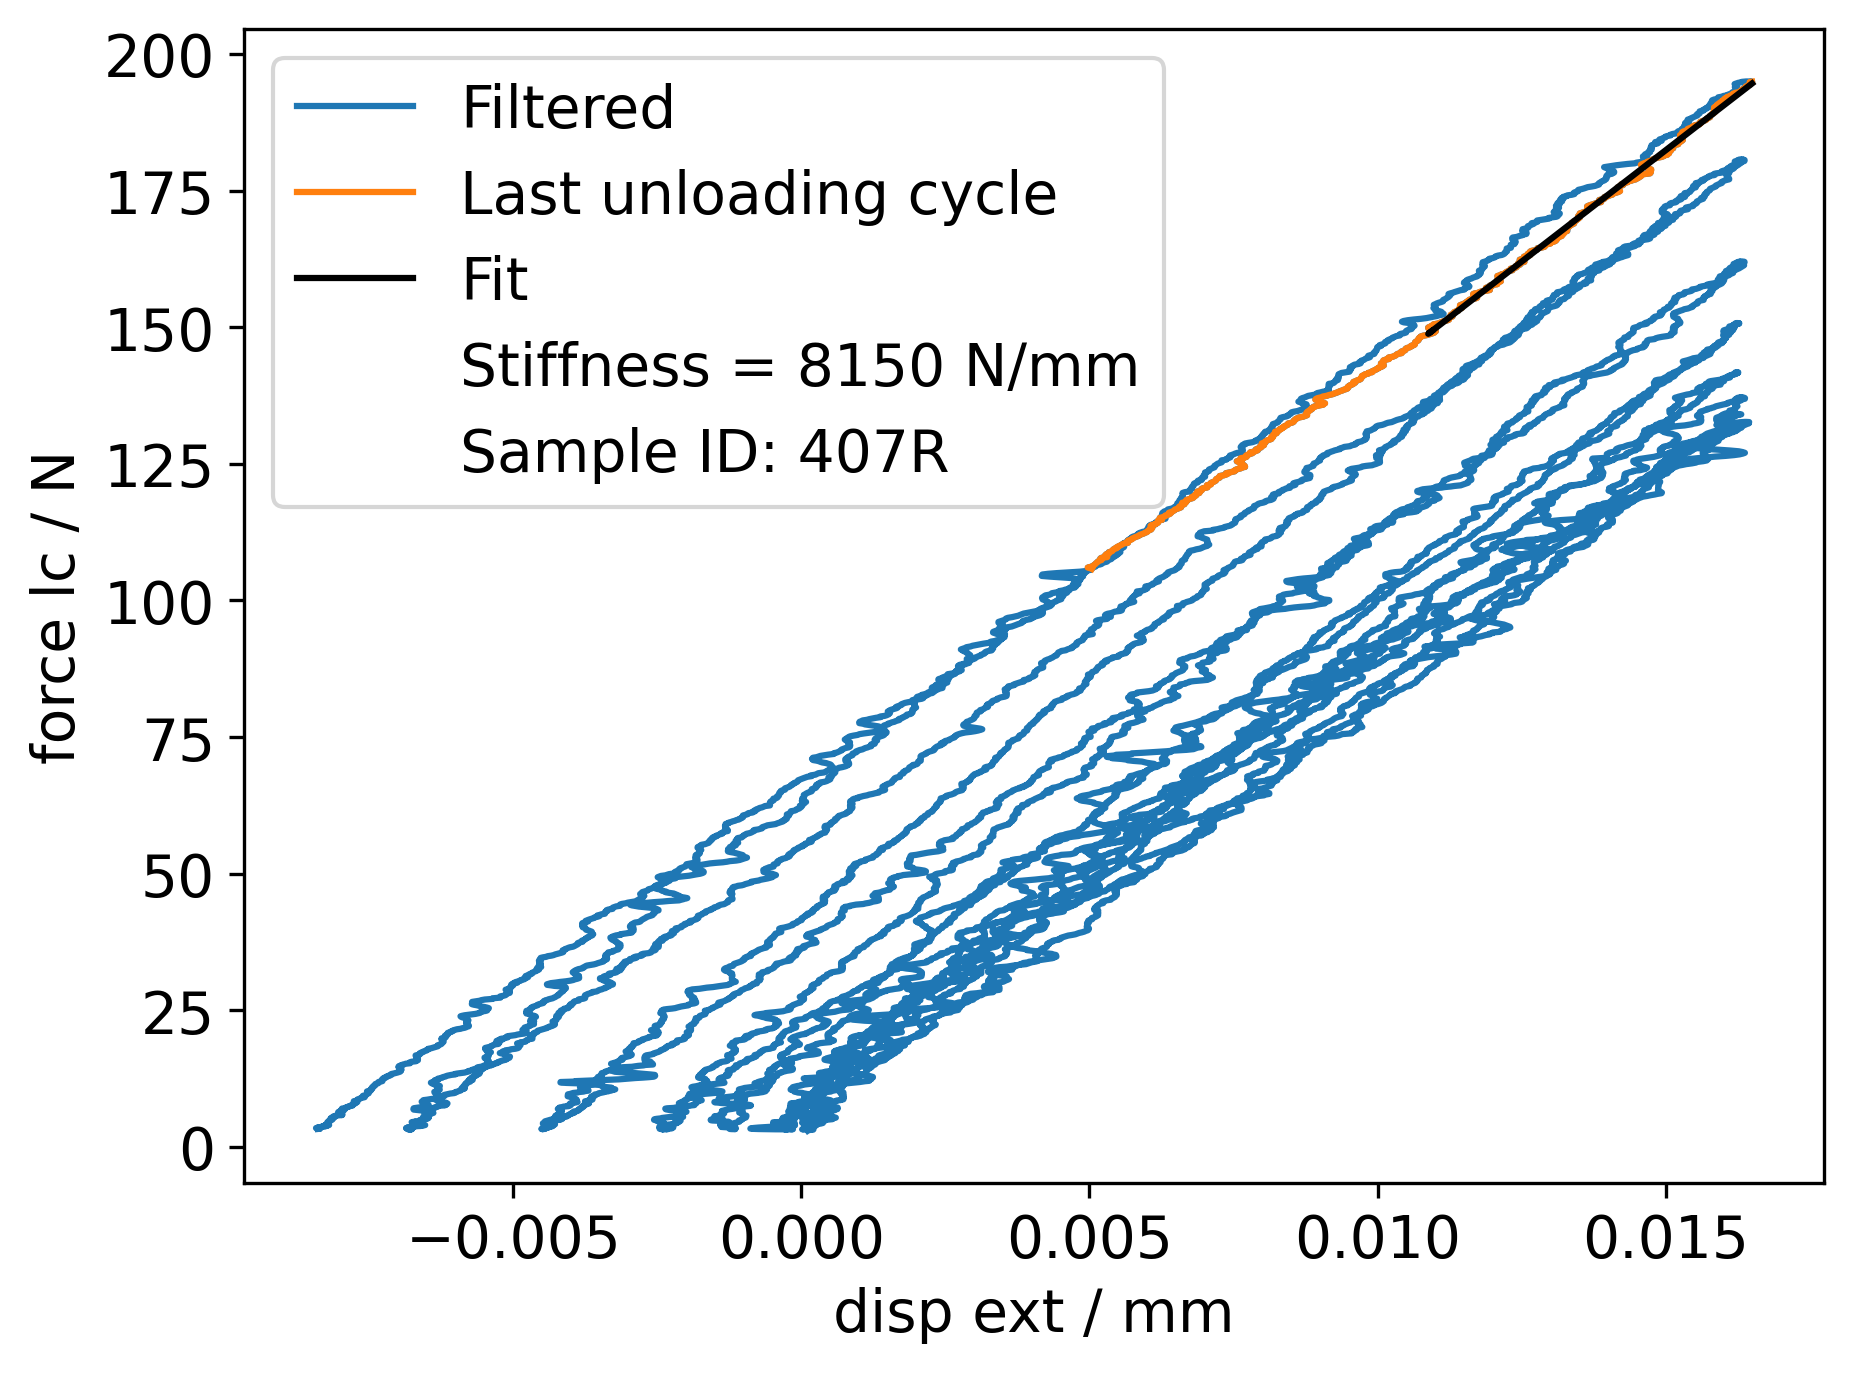 200
175
150
125
100
75
50
25
0
force lc / N
Filtered
Last unloading cycle
Fit
Stiffness = 8150 N/mm
Sample ID: 407R
−0.005 0.000 0.005 0.010 0.015
disp ext / mm